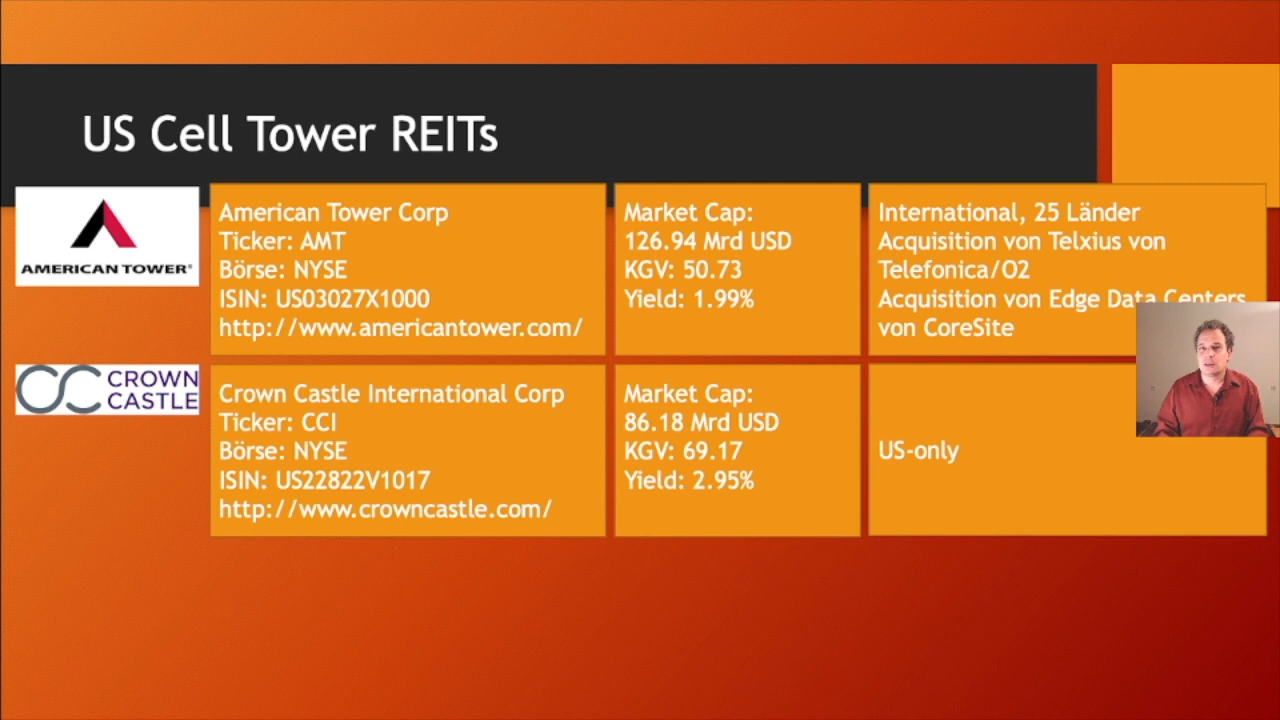 US Cell Tower REITs
AMERICAN TOWER®
American Tower Corp
Ticker: AMT
Börse: NYSE
ISIN: US03027X1000
http://www.americantower.com/
Market Cap:
126.94 Mrd USD
KGV: 50.73
Yield: 1.99%
International, 25 Länder
Acquisition von Telxius von
Telefonica/O2
Acquisition von Edge Data Centers
von CoreSite
CROWN
CASTLE
Crown Castle International Corp
Ticker: CCI
Börse: NYSE
ISIN: US22822V1017
http://www.crowncastle.com/
Market Cap:
86.18 Mrd USD
KGV: 69.17
Yield: 2.95%
US-only